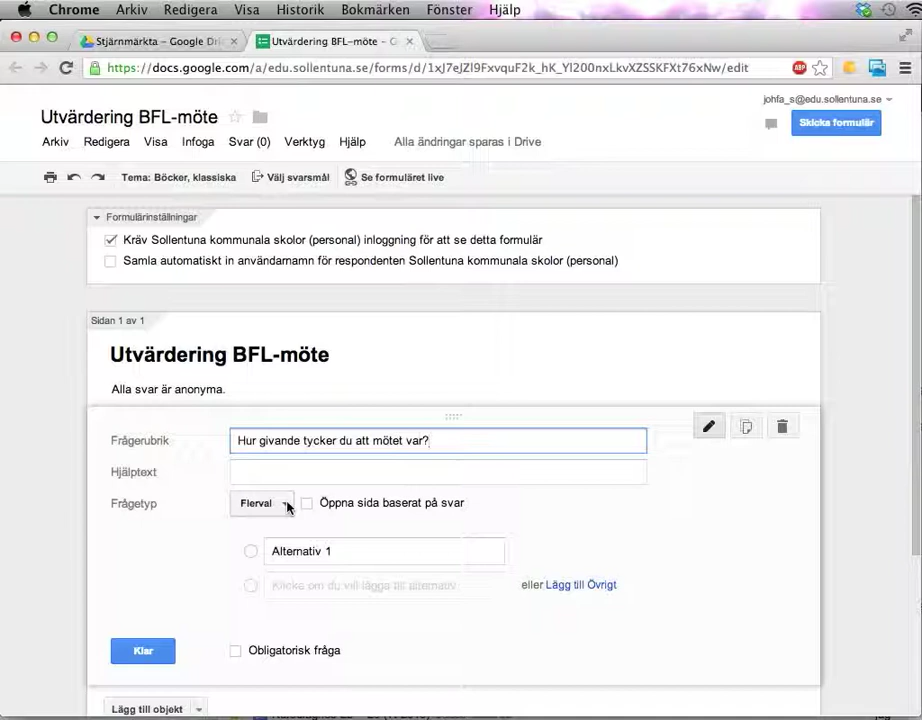 Chrome Arkiv Redigera Visa Historik Bokmärken Fönster Hjälp
Stjärnmärkta – Google Dri
Utvärdering BFL-möte – G
https://docs.google.com/a/edu.sollentuna.se/forms/d/1xJ7eJZl9FxvquF2k_hK_Yl200nxLkvXZSSKFXt76xNw/edit
johfa_s@edu.sollentuna.se
Utvärdering BFL-möte
Skicka formulär
Arkiv Redigera Visa Infoga Svar (0) Verktyg Hjälp Alla ändringar sparas i Drive
Tema: Böcker, klassiska Välj svarsmål Se formuläret live
Formulärinställningar
Kräv Sollentuna kommunala skolor (personal) inloggning för att se detta formulär
Samla automatiskt in användarnamn för respondenten Sollentuna kommunala skolor (personal)
Sidan 1 av 1
Utvärdering BFL-möte
Alla svar är anonyma.
Frågerubrik Hur givande tycker du att mötet var?
Hjälptext
Frågetyp Flerval Öppna sida baserat på svar
Alternativ 1
Klicka om du vill lägga till alternativ eller Lägg till Övrigt
Klar Obligatorisk fråga
Lägg till objekt